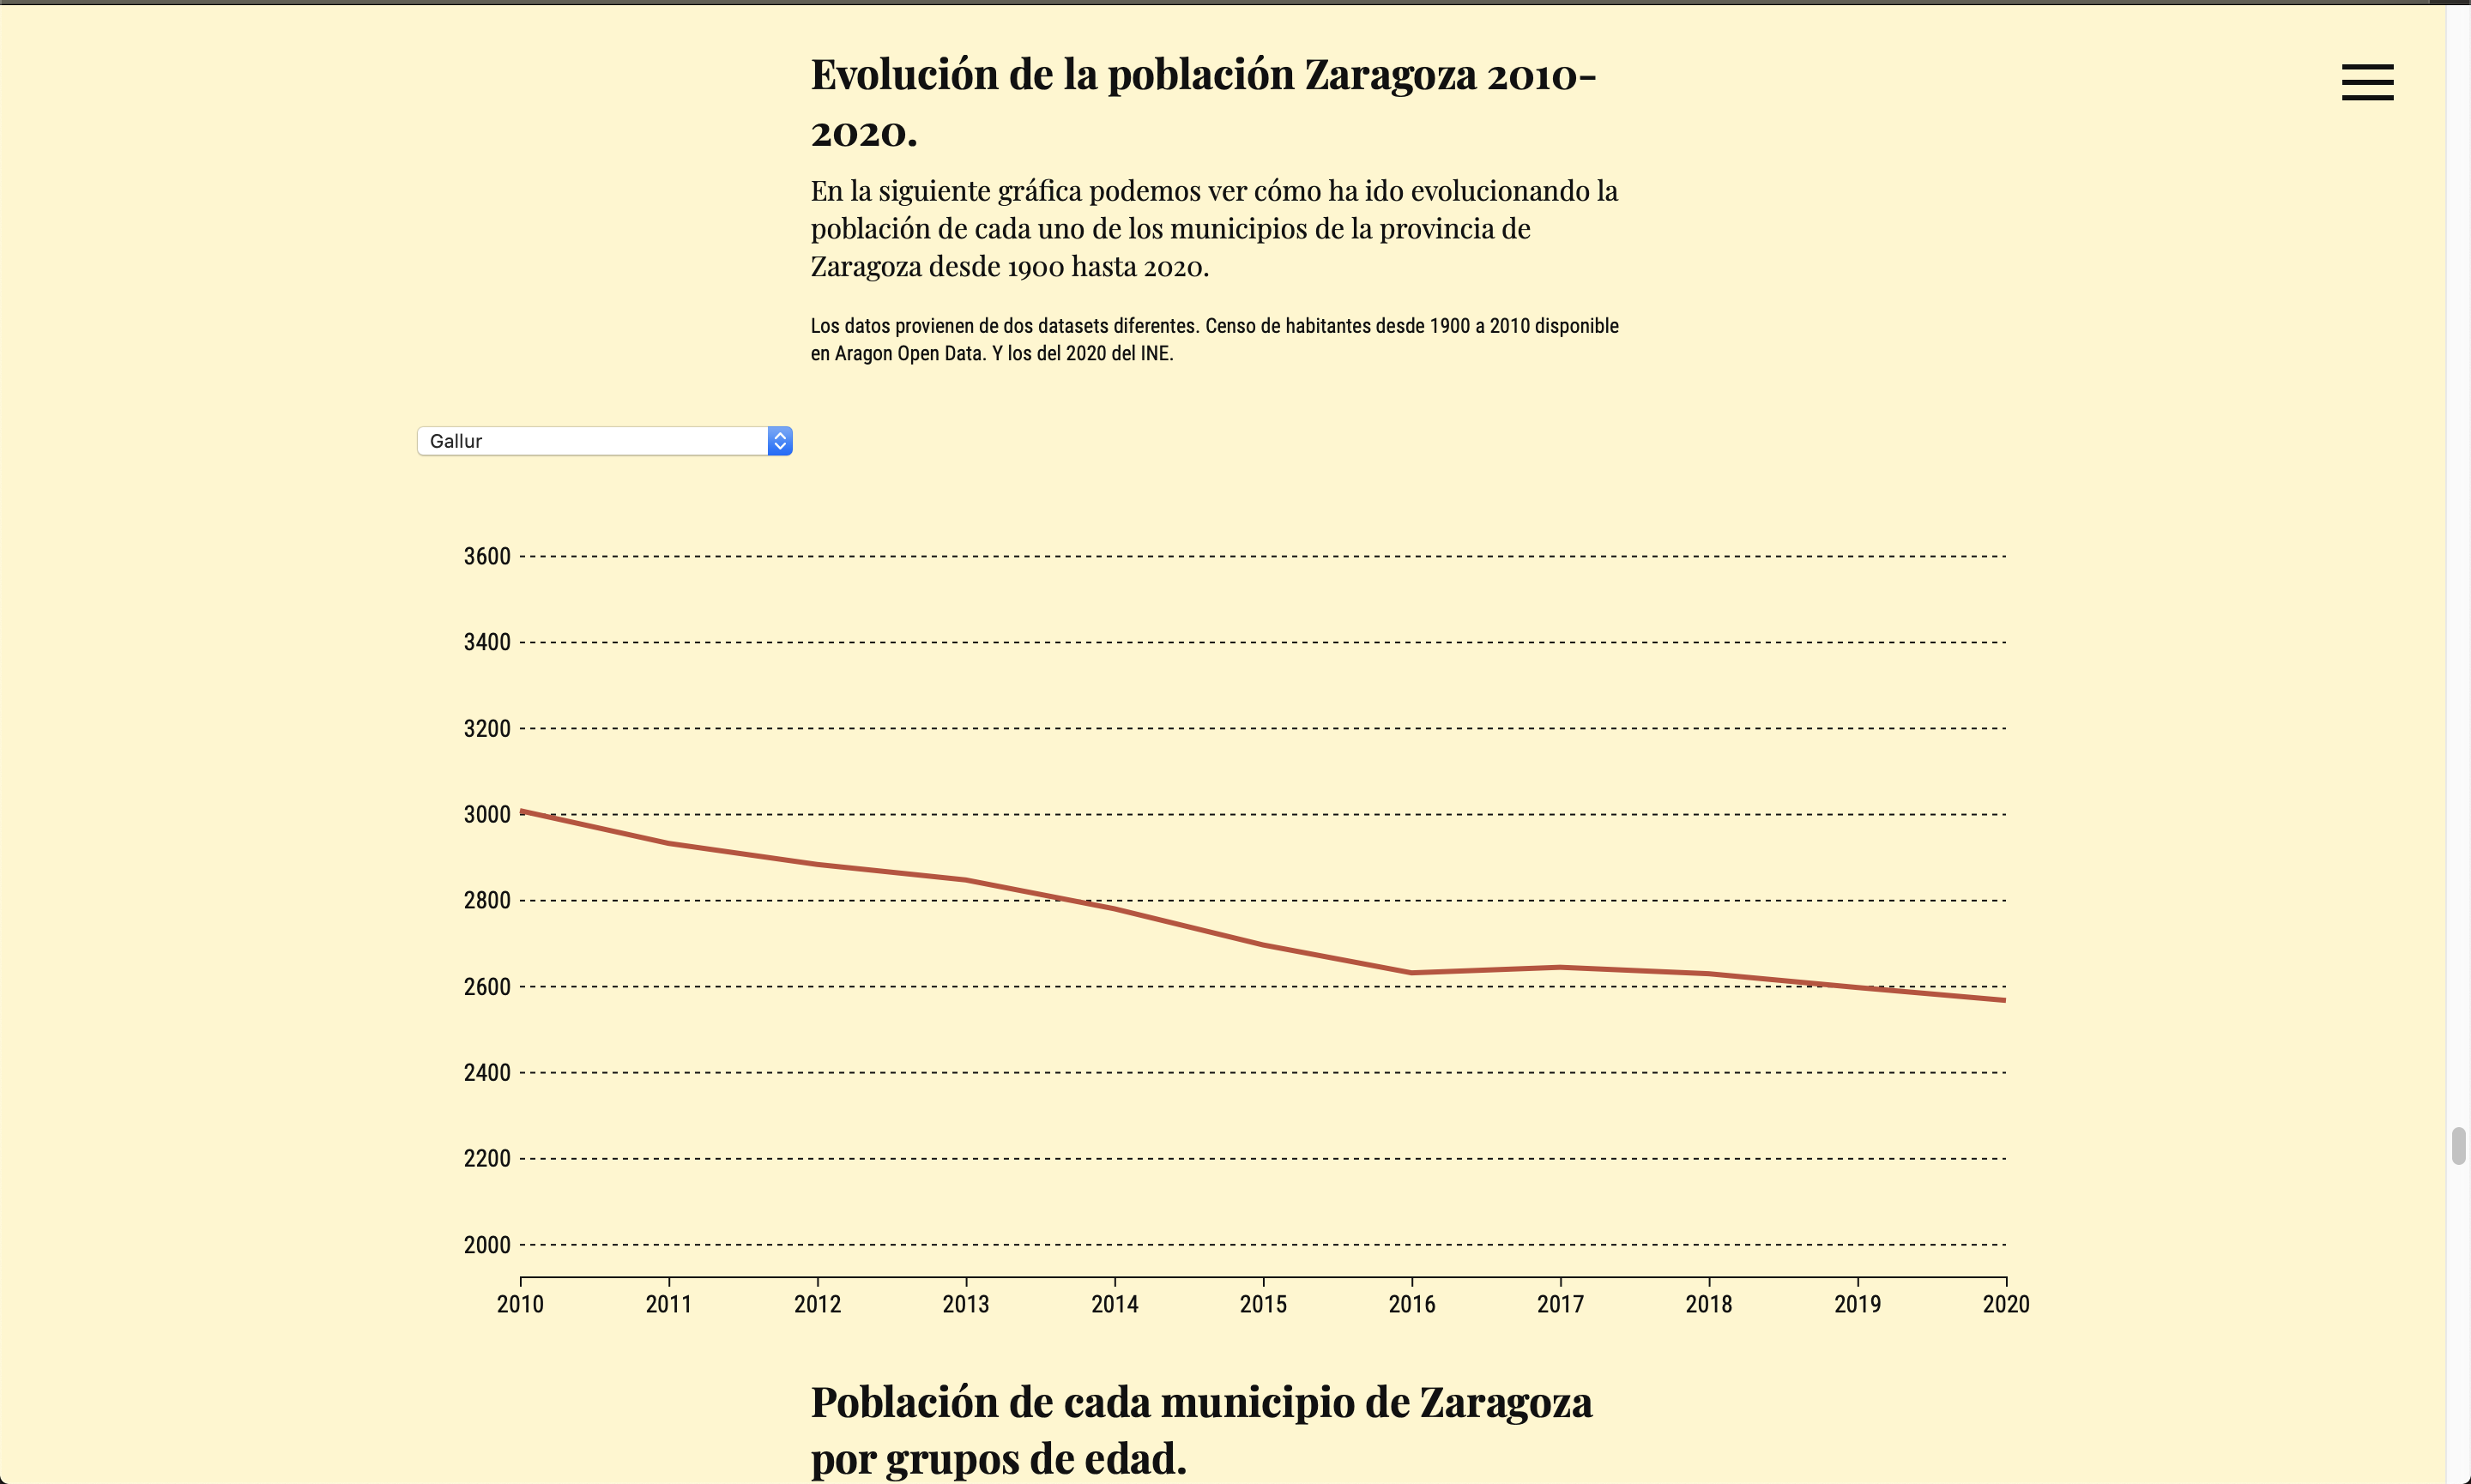 Evolución de la población Zaragoza 2010-
2020.
En la siguiente gráfica podemos ver cómo ha ido evolucionando la
población de cada uno de los municipios de la provincia de
Zaragoza desde 1900 hasta 2020.
Los datos provienen de dos datasets diferentes. Censo de habitantes desde 1900 a 2010 disponible
en Aragon Open Data. Y los del 2020 del INE.
Gallur
3600
3400
3200
3000
2800
2600
2400
2200
2000
2010 2011 2012 2013 2014 2015 2016 2017 2018 2019 2020
Población de cada municipio de Zaragoza
por grupos de edad.